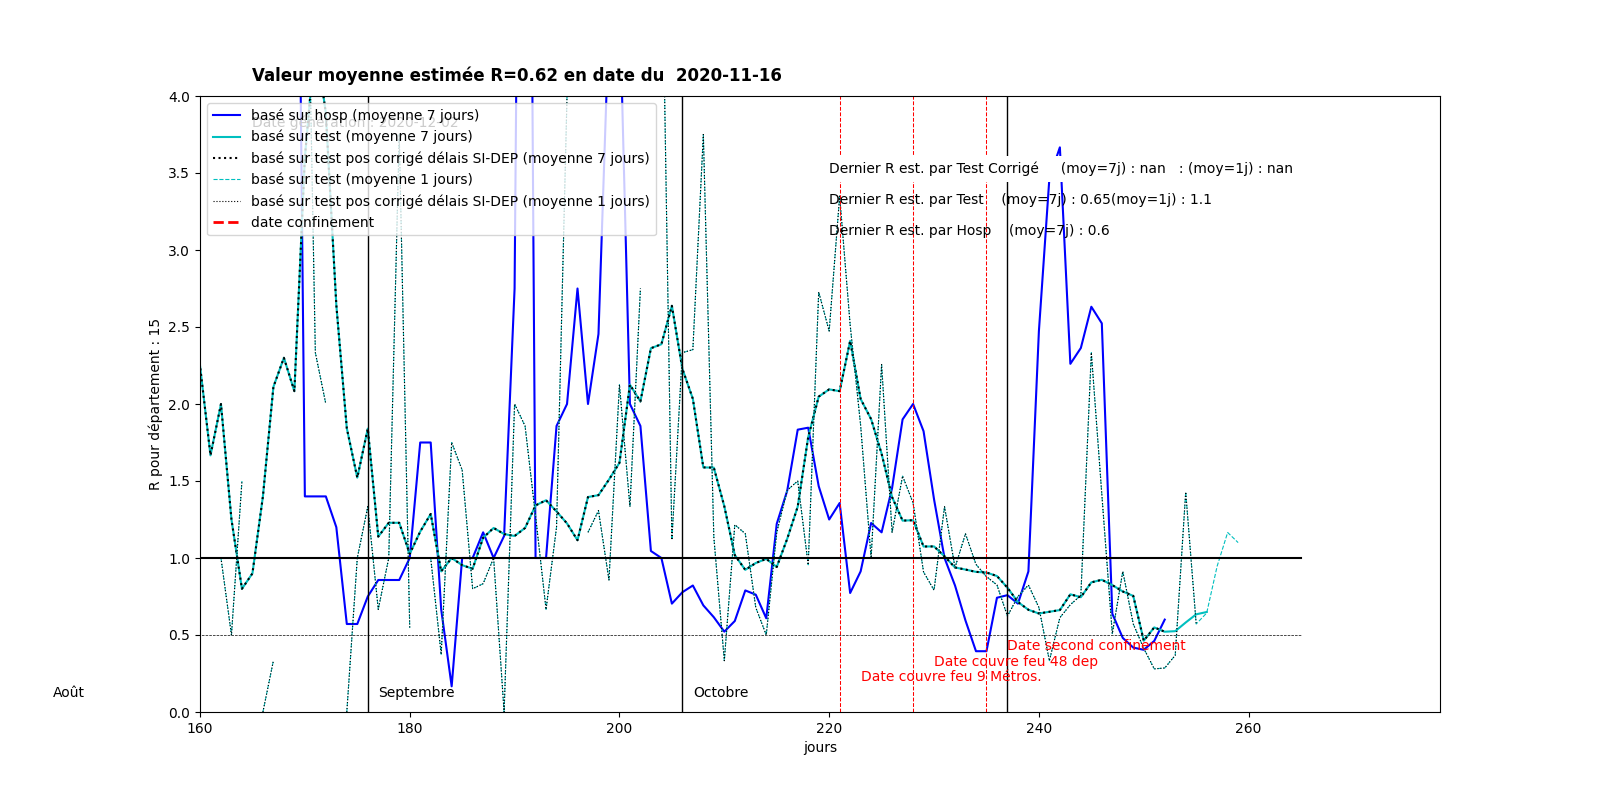 Valeur moyenne estimée R=0.62 en date du  2020-11-16
Date génération : 2020-12-02
basé sur hosp (moyenne 7 jours)
basé sur test (moyenne 7 jours)
basé sur test pos corrigé délais SI-DEP (moyenne 7 jours)
basé sur test (moyenne 1 jours)
basé sur test pos corrigé délais SI-DEP (moyenne 1 jours)
date confinement
Dernier R est. par Test Corrigé     (moy=7j) : nan   : (moy=1j) : nan
Dernier R est. par Test    (moy=7j) : 0.65(moy=1j) : 1.1
Dernier R est. par Hosp    (moy=7j) : 0.6
4.0
3.5
3.0
2.5
2.0
1.5
1.0
0.5
0.0
R pour département : 15
Date second confinement
Date couvre feu 48 dep
Date couvre feu 9 Métros.
Août
Septembre
Octobre
160
180
200
220
240
260
jours